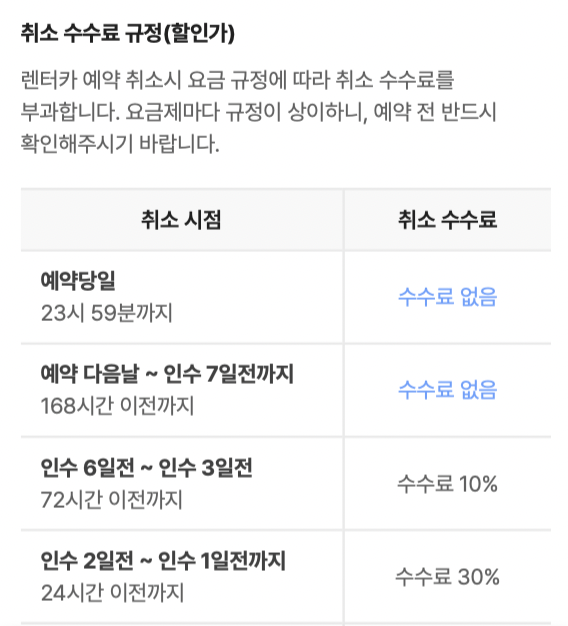 취소 수수료 규정(할인가)
렌터카 예약 취소시 요금 규정에 따라 취소 수수료를
부과합니다. 요금제마다 규정이 상이하니, 예약 전 반드시
확인해주시기 바랍니다.
취소 시점 취소 수수료
예약당일
23시 59분까지
수수료 없음
예약 다음날 ~ 인수 7일전까지
168시간 이전까지
수수료 없음
인수 6일전 ~ 인수 3일전
72시간 이전까지
수수료 10%
인수 2일전 ~ 인수 1일전까지
24시간 이전까지
수수료 30%